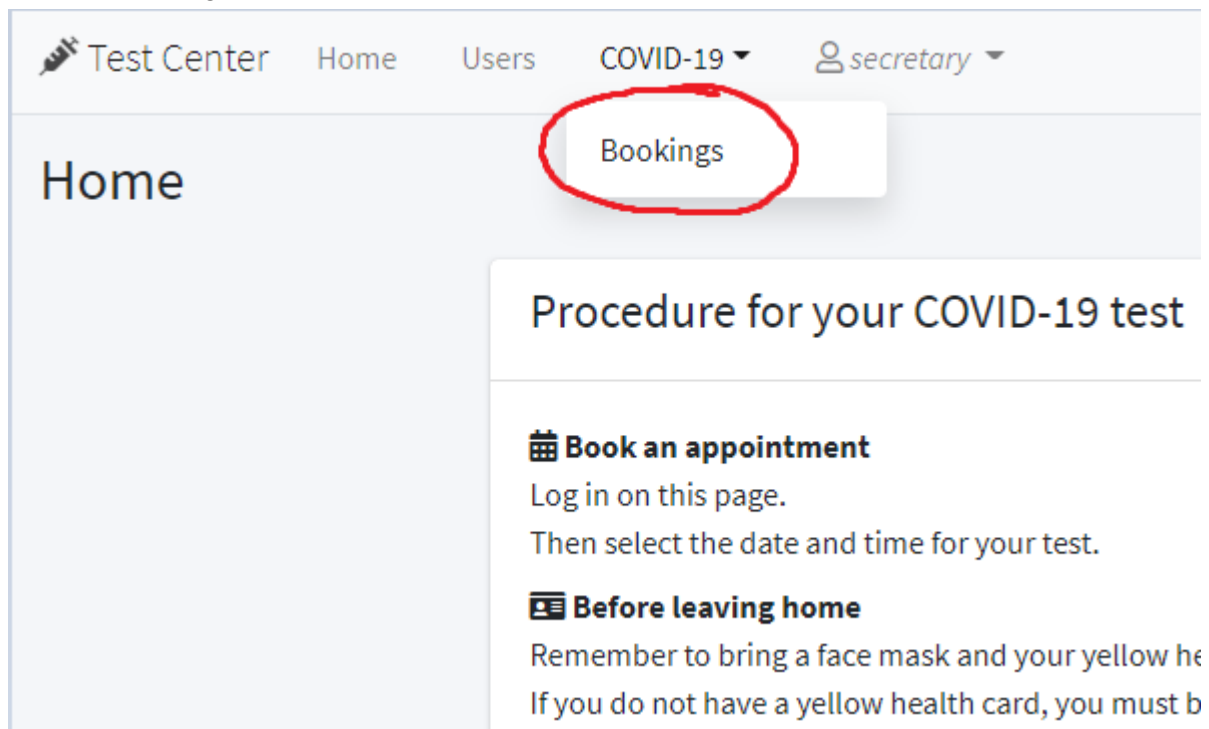 Test Center Home Users COVID-19 secretary
Bookings
Home
Procedure for your COVID-19 test
Book an appointment
Log in on this page.
Then select the date and time for your test.
Before leaving home
Remember to bring a face mask and your yellow
If you do not have a yellow health card, you must